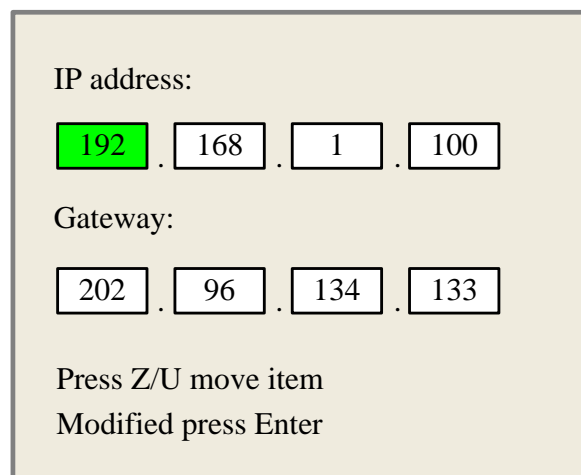 IP address:
192 . 168 . 1 . 100
Gateway:
202 . 96 . 134 . 133
Press Z/U move item
Modified press Enter